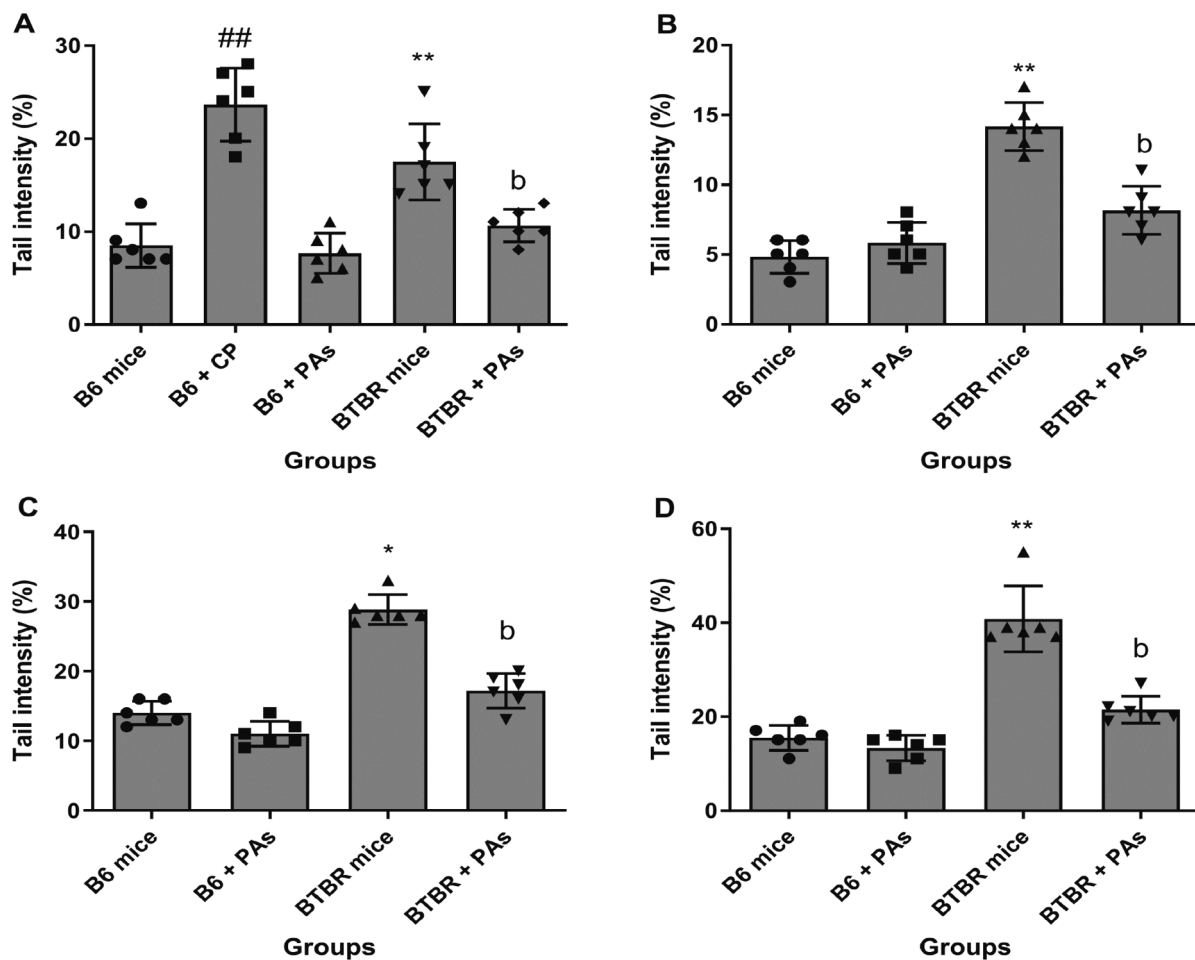 A
Tail intensity (%)
30
20
10
0
##
**
b
B6 mice
B6 + CP
B6 + PAs
BTBR mice
BTBR + PAs
Groups
B
Tail intensity (%)
20
15
10
5
0
**
b
B6 mice
B6 + PAs
BTBR mice
BTBR + PAs
Groups
C
Tail intensity (%)
40
30
20
10
0
*
b
B6 mice
B6 + PAs
BTBR mice
BTBR + PAs
Groups
D
Tail intensity (%)
60
40
20
0
**
b
B6 mice
B6 + PAs
BTBR mice
BTBR + PAs
Groups